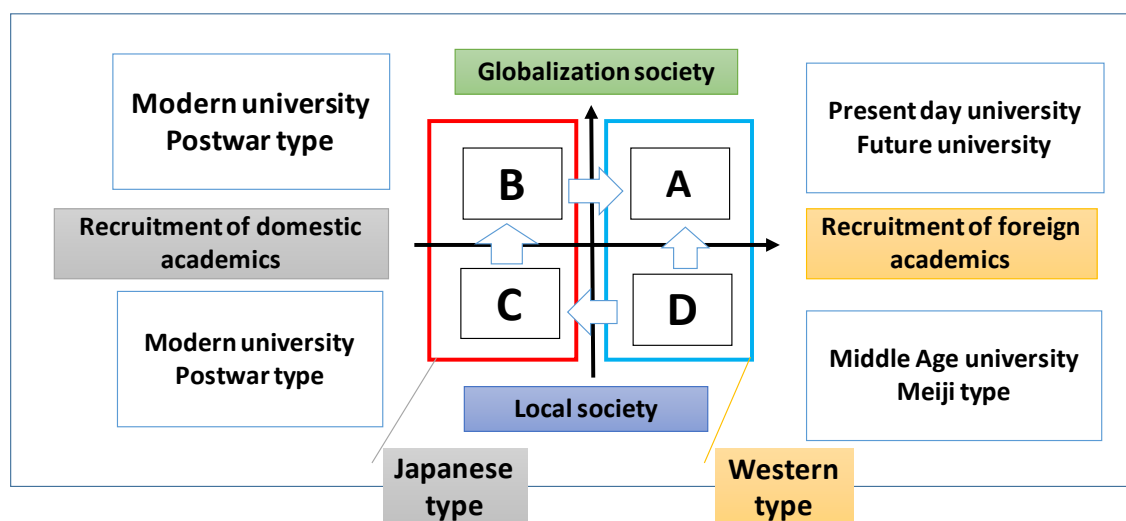 Globalization society
Modern university
Postwar type
Present day university
Future university
B
A
Recruitment of domestic
academics
Recruitment of foreign
academics
C
D
Modern university
Postwar type
Middle Age university
Meiji type
Local society
Japanese
type
Western
type